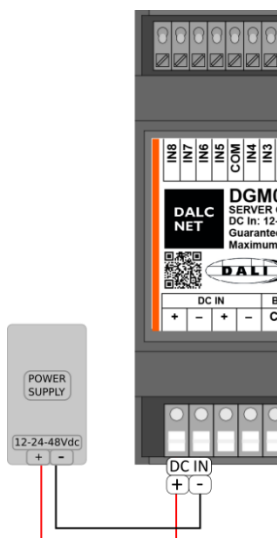 IN8
IN7
IN6
IN5
COM
IN4
IN3
DALC
NET
DGM0
SERVER
DC In: 12-
Guarantee
Maximum
DALI
DC IN
+ - + - C
POWER
SUPPLY
12-24-48Vdc
+ -
DC IN
+ -